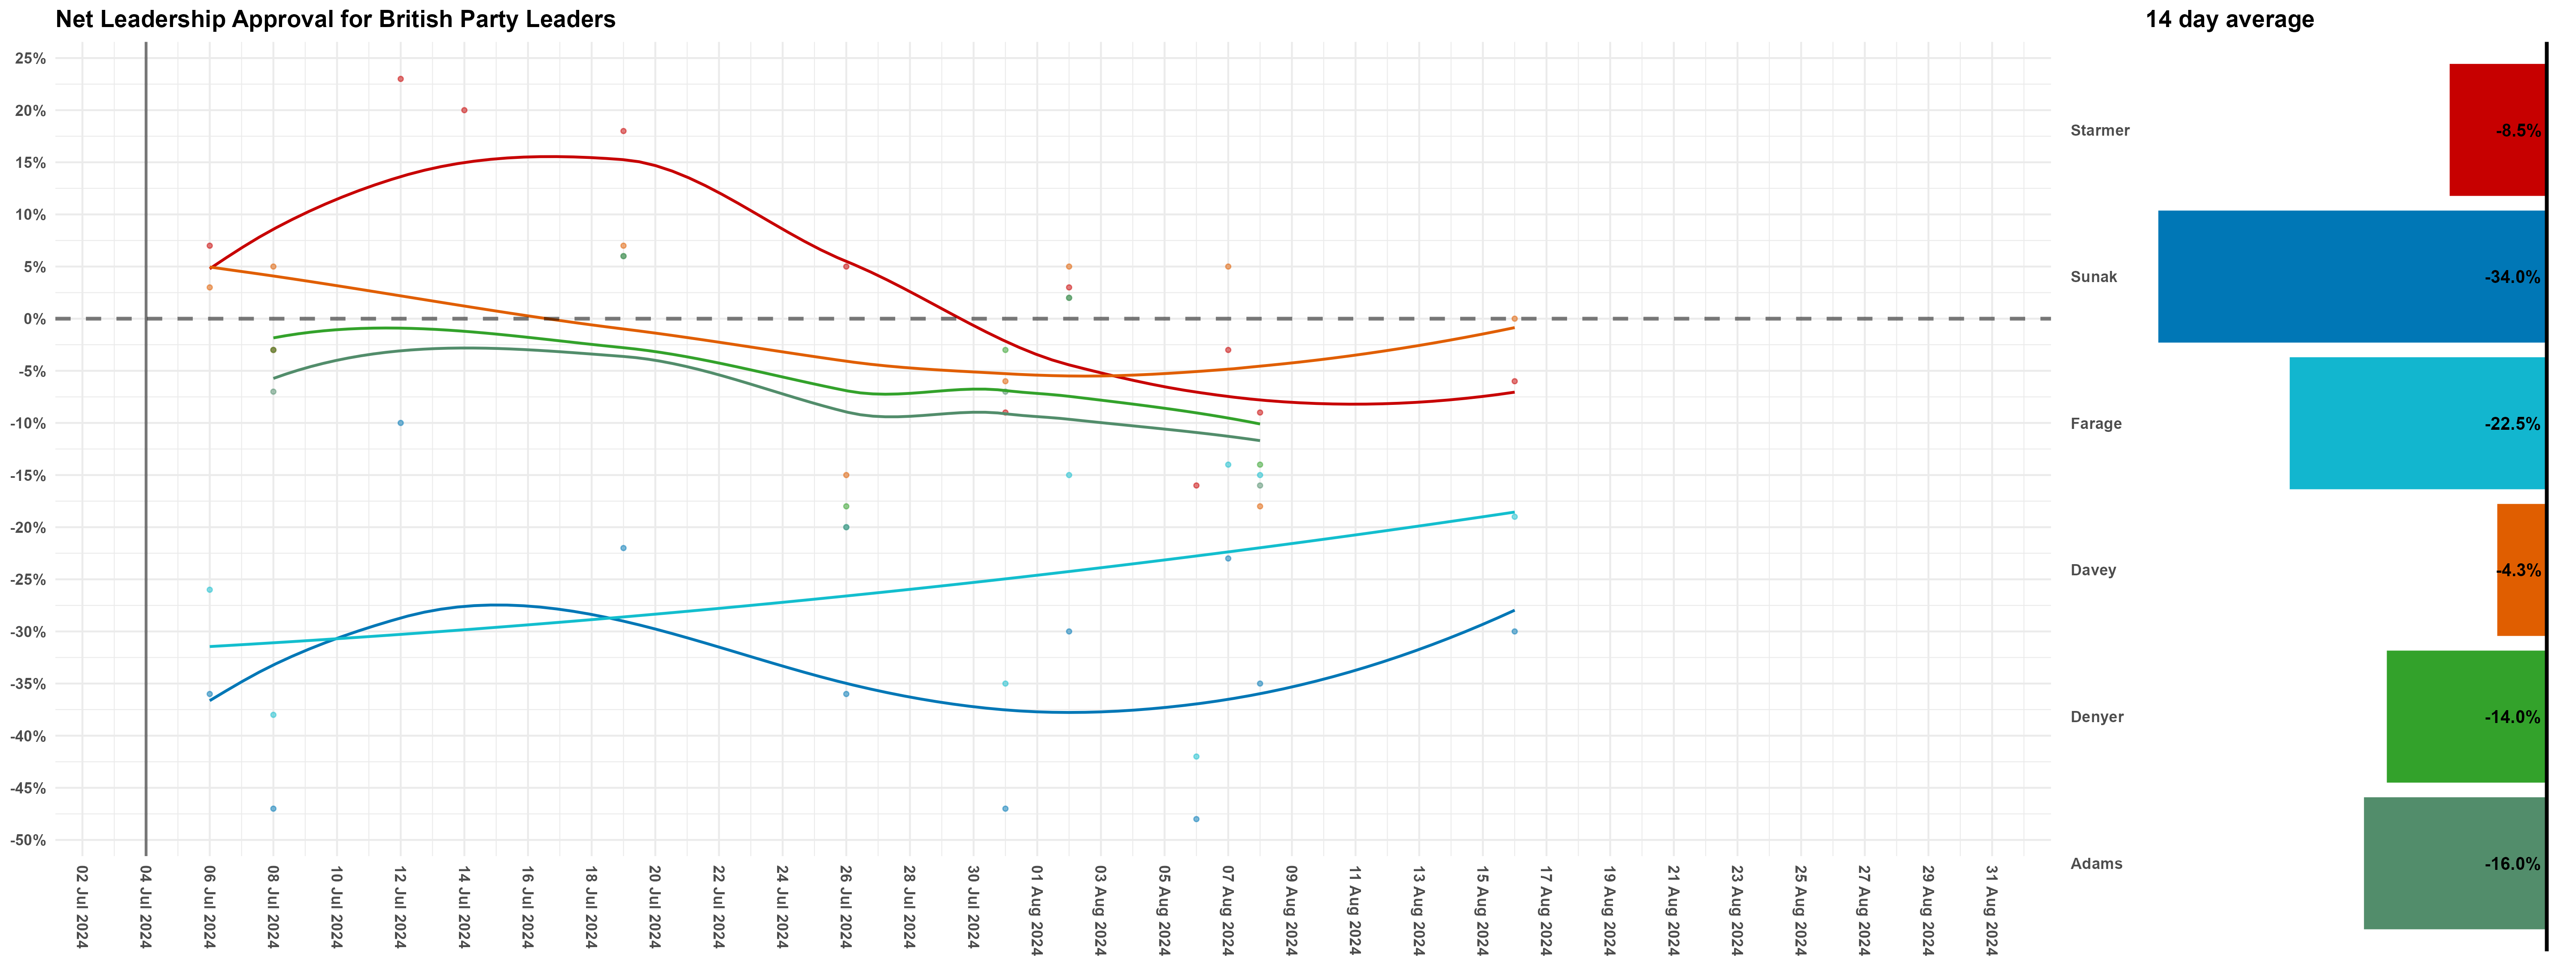 Net Leadership Approval for British Party Leaders
14 day average
25%
20%
15%
10%
5%
0%
-5%
-10%
-15%
-20%
-25%
-30%
-35%
-40%
-45%
-50%
02 Jul 2024
04 Jul 2024
06 Jul 2024
08 Jul 2024
10 Jul 2024
12 Jul 2024
14 Jul 2024
16 Jul 2024
18 Jul 2024
20 Jul 2024
22 Jul 2024
24 Jul 2024
26 Jul 2024
28 Jul 2024
30 Jul 2024
01 Aug 2024
03 Aug 2024
05 Aug 2024
07 Aug 2024
09 Aug 2024
11 Aug 2024
13 Aug 2024
15 Aug 2024
17 Aug 2024
19 Aug 2024
21 Aug 2024
23 Aug 2024
25 Aug 2024
27 Aug 2024
29 Aug 2024
31 Aug 2024
Starmer -8.5%
Sunak -34.0%
Farage -22.5%
Davey -4.3%
Denyer -14.0%
Adams -16.0%